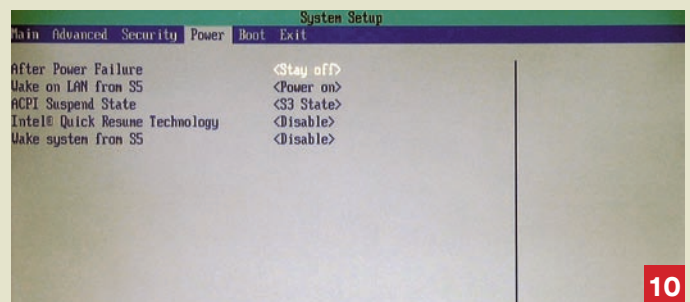 System Setup
Main Advanced Security Power Boot Exit
After Power Failure <Stay off>
Wake on LAN from S5 <Power on>
ACPI Suspend State <S3 State>
Intel® Quick Resume Technology <Disable>
Wake system from S5 <Disable>
10